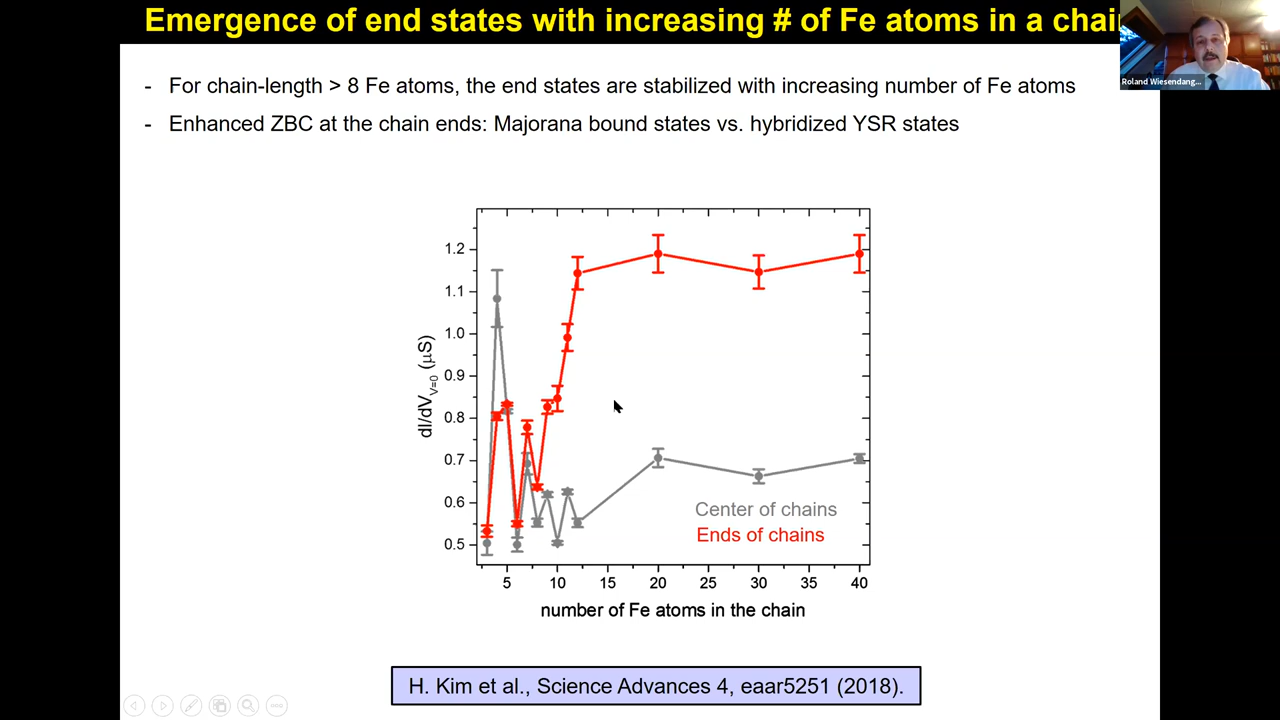 Emergence of end states with increasing # of Fe atoms in a chai
Roland Wiesendang...
- For chain-length > 8 Fe atoms, the end states are stabilized with increasing number of Fe atoms
- Enhanced ZBC at the chain ends: Majorana bound states vs. hybridized YSR states
1.2
1.1
1.0
0.9
0.8
0.7
0.6
0.5
dI/dV_V=0 (μS)
Center of chains
Ends of chains
5 10 15 20 25 30 35 40
number of Fe atoms in the chain
H. Kim et al., Science Advances 4, eaar5251 (2018).